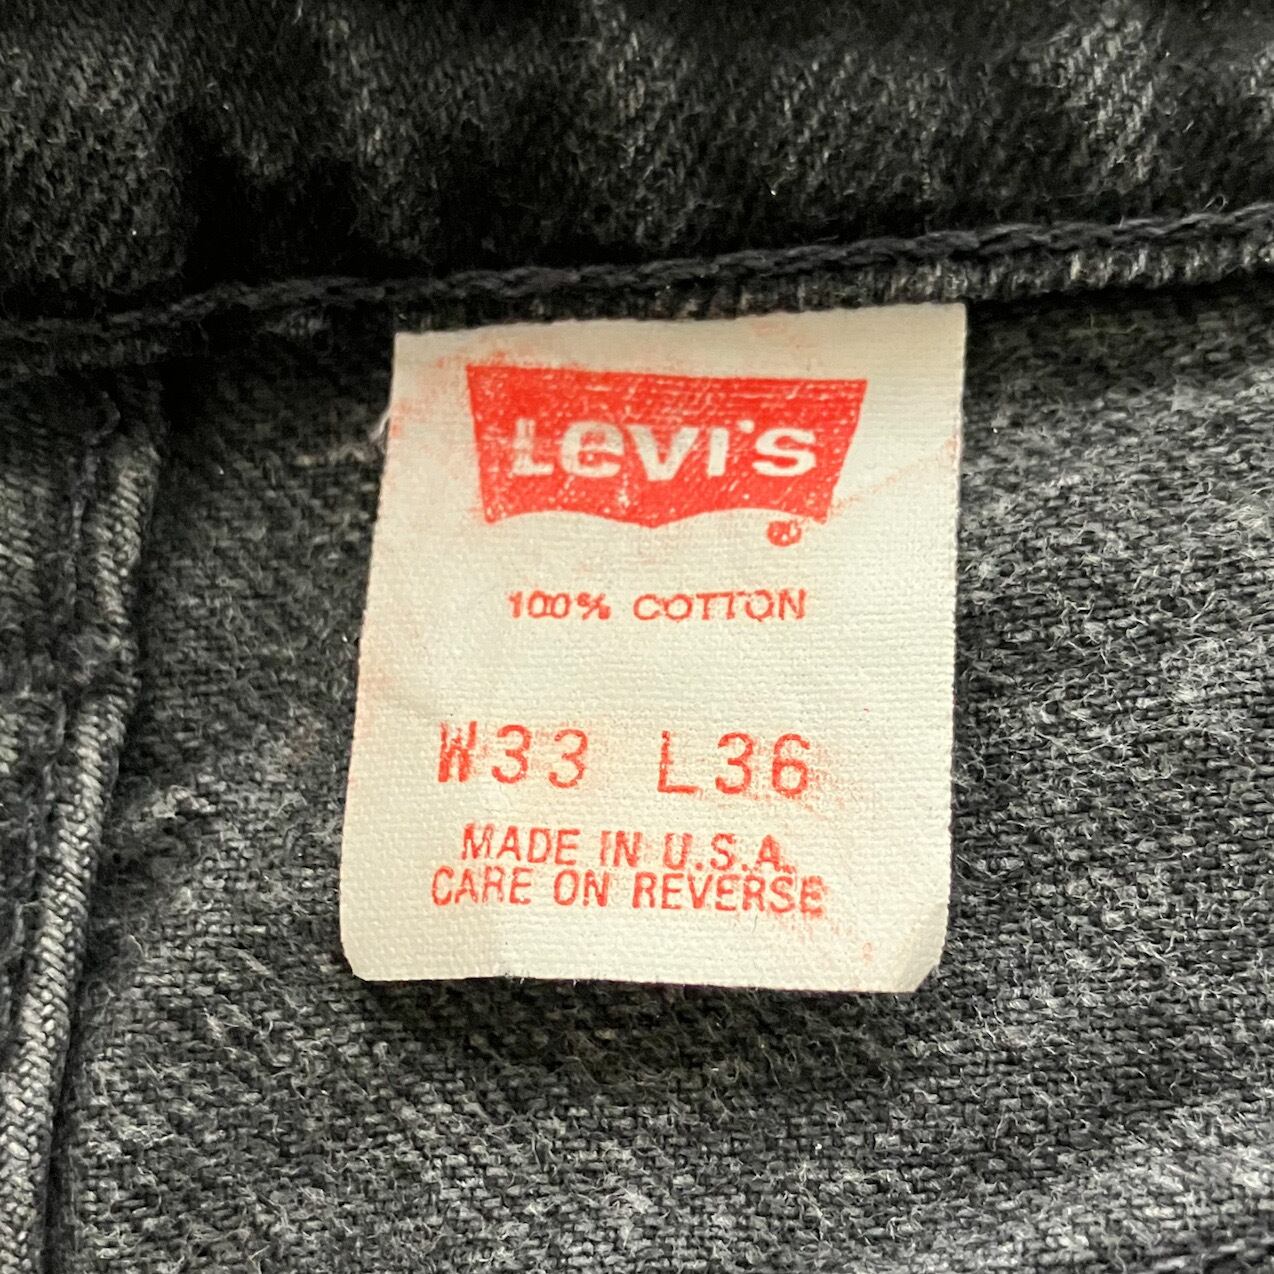 Levi's
®
100% COTTON
W33 L36
MADE IN U.S.A.
CARE ON REVERSE